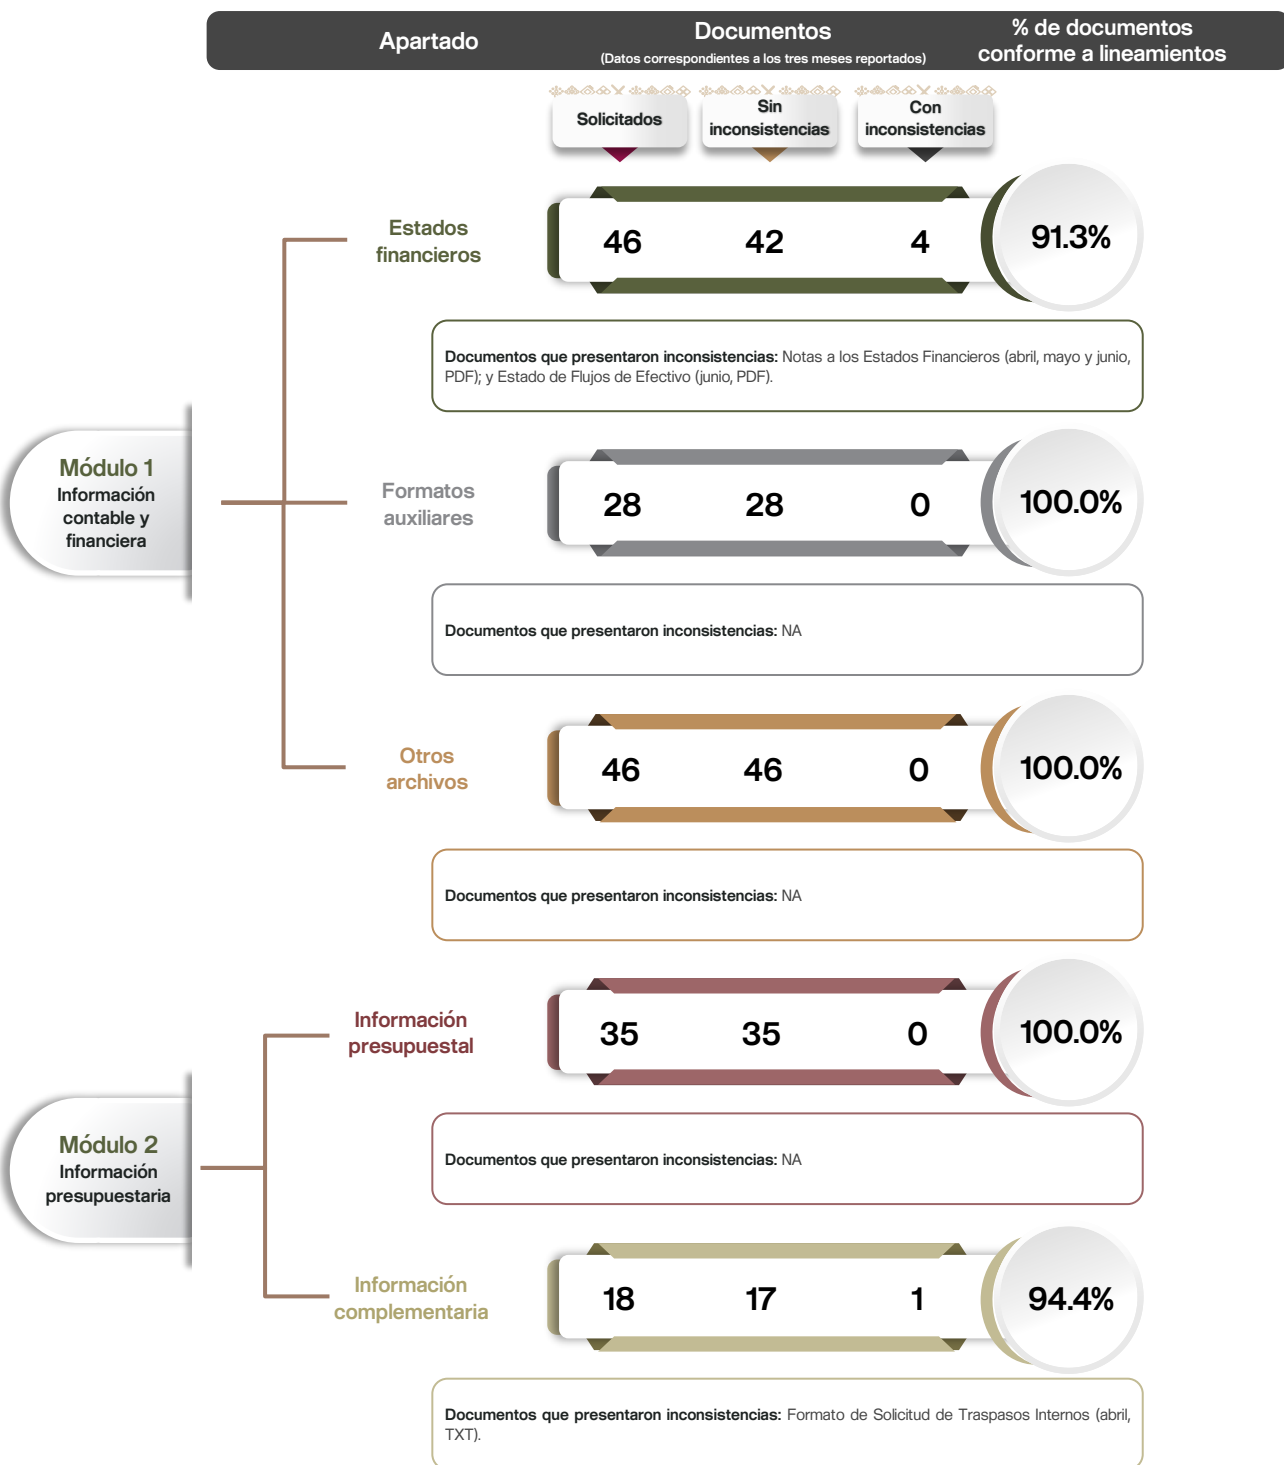 Apartado
Documentos
(Datos correspondientes a los tres meses reportados)
% de documentos
conforme a lineamientos
Solicitados
Sin
inconsistencias
Con
inconsistencias
Módulo 1
Información
contable y
financiera
Estados
financieros
46 42 4 91.3%
Documentos que presentaron inconsistencias: Notas a los Estados Financieros (abril, mayo y junio,
PDF); y Estado de Flujos de Efectivo (junio, PDF).
Formatos
auxiliares
28 28 0 100.0%
Documentos que presentaron inconsistencias: NA
Otros
archivos
46 46 0 100.0%
Documentos que presentaron inconsistencias: NA
Módulo 2
Información
presupuestaria
Información
presupuestal
35 35 0 100.0%
Documentos que presentaron inconsistencias: NA
Información
complementaria
18 17 1 94.4%
Documentos que presentaron inconsistencias: Formato de Solicitud de Traspasos Internos (abril,
TXT).